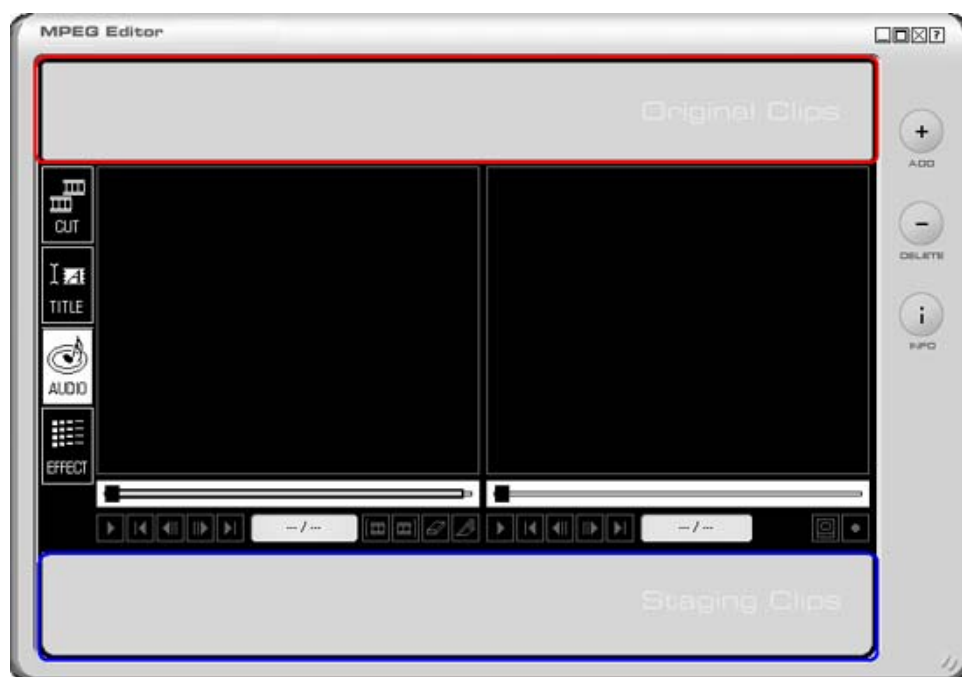 MPEG Editor
?
Original Clips
+
ADD
CUT
-
DELETE
TITLE
i
INFO
AUDIO
EFFECT
--- / ---
--- / ---
Staging Clips